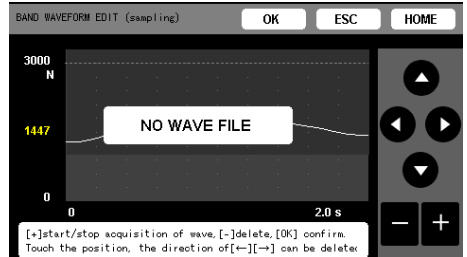 BAND WAVEFORM EDIT (sampling)
OK
ESC
HOME
3000
N
1447
NO WAVE FILE
0
0
2.0 s
[+]start/stop acquisition of wave,[-]delete,[OK] confirm.
Touch the position, the direction of[←][→] can be delete